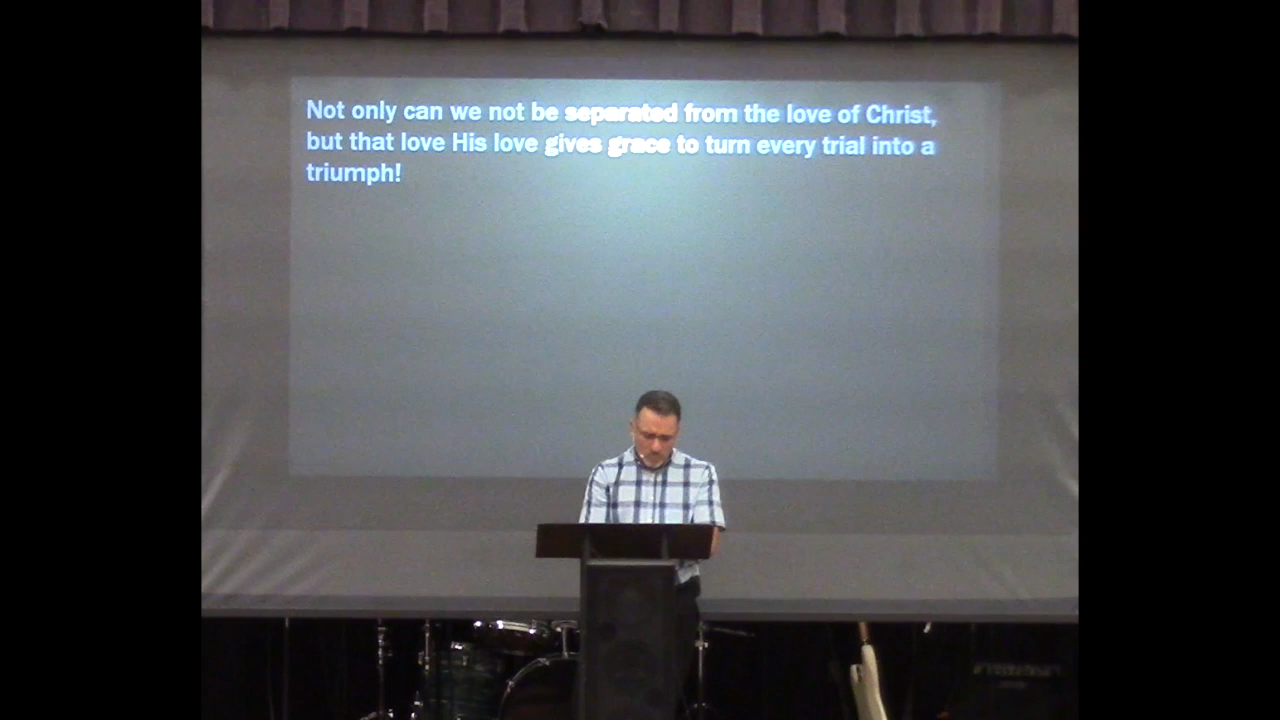 Not only can we not be separated from the love of Christ,
but that love His love gives grace to turn every trial into a
triumph!